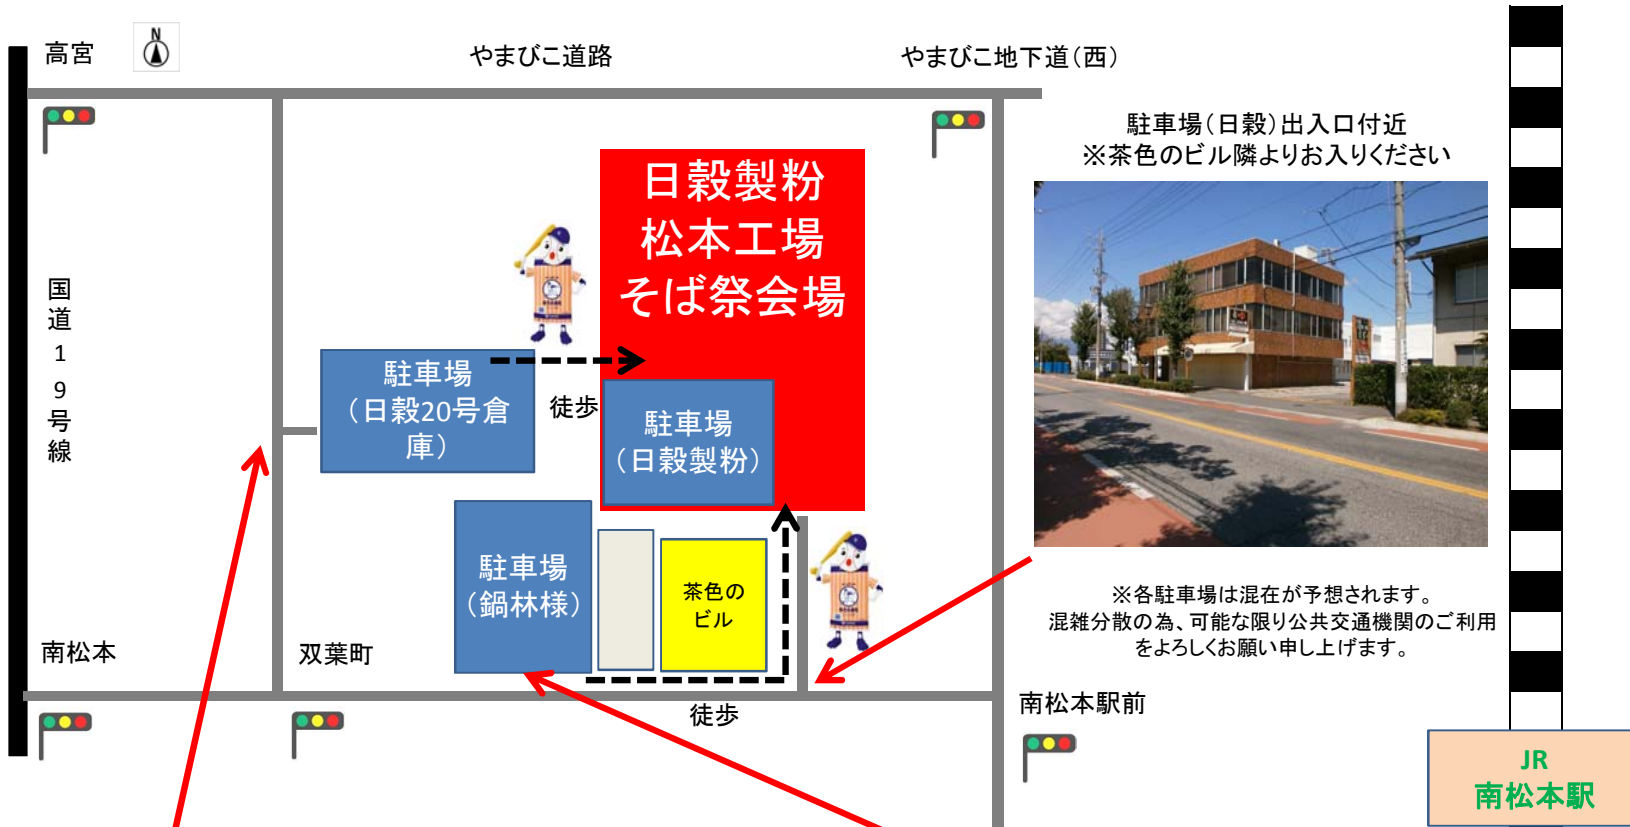 高宮
N
やまびこ道路
やまびこ地下道(西)
駐車場(日穀)出入口付近
※茶色のビル隣よりお入りください
日穀製粉
松本工場
そば祭会場
国道19号線
駐車場
(日穀20号倉
庫)
徒歩
駐車場
(日穀製粉)
駐車場
(鍋林様)
茶色の
ビル
※各駐車場は混在が予想されます。
混雑分散の為、可能な限り公共交通機関のご利用
をよろしくお願い申し上げます。
南松本
双葉町
徒歩
南松本駅前
JR
南松本駅